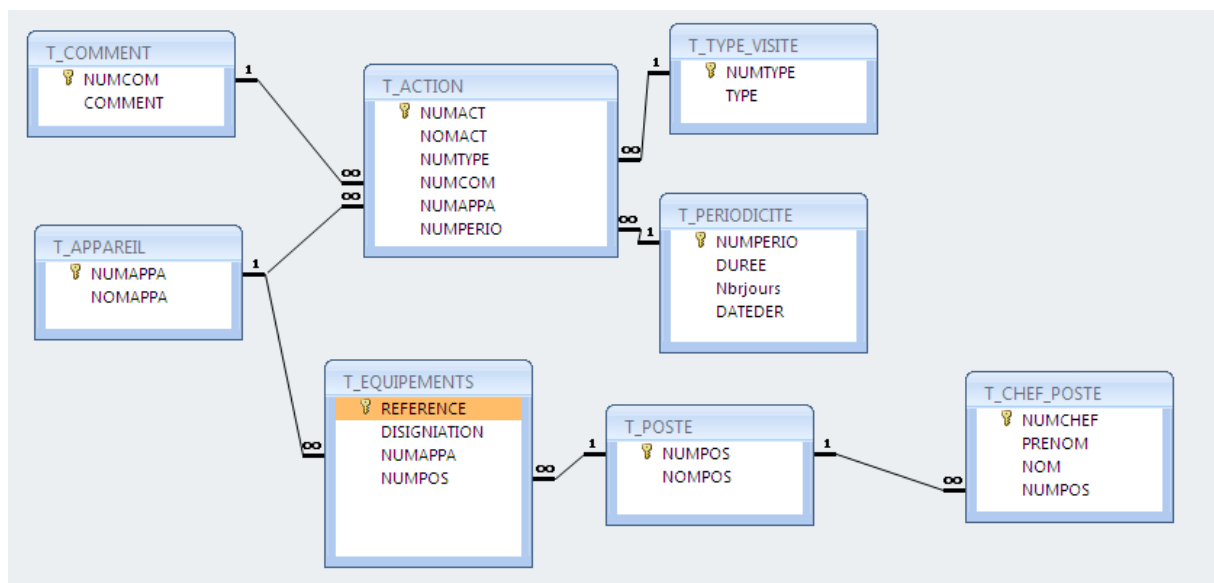 T_COMMENT
NUMCOM
COMMENT
1
∞
T_ACTION
NUMACT
NOMACT
NUMTYPE
NUMCOM
NUMAPPA
NUMPERIO
T_TYPE_VISITE
NUMTYPE
TYPE
1
∞
T_APPAREIL
NUMAPPA
NOMAPPA
1
∞
∞
T_PERIODICITE
NUMPERIO
DUREE
Nbrjours
DATEDER
∞
1
T_EQUIPEMENTS
REFERENCE
DISIGNIATION
NUMAPPA
NUMPOS
∞
1
T_POSTE
NUMPOS
NOMPOS
1
∞
T_CHEF_POSTE
NUMCHEF
PRENOM
NOM
NUMPOS